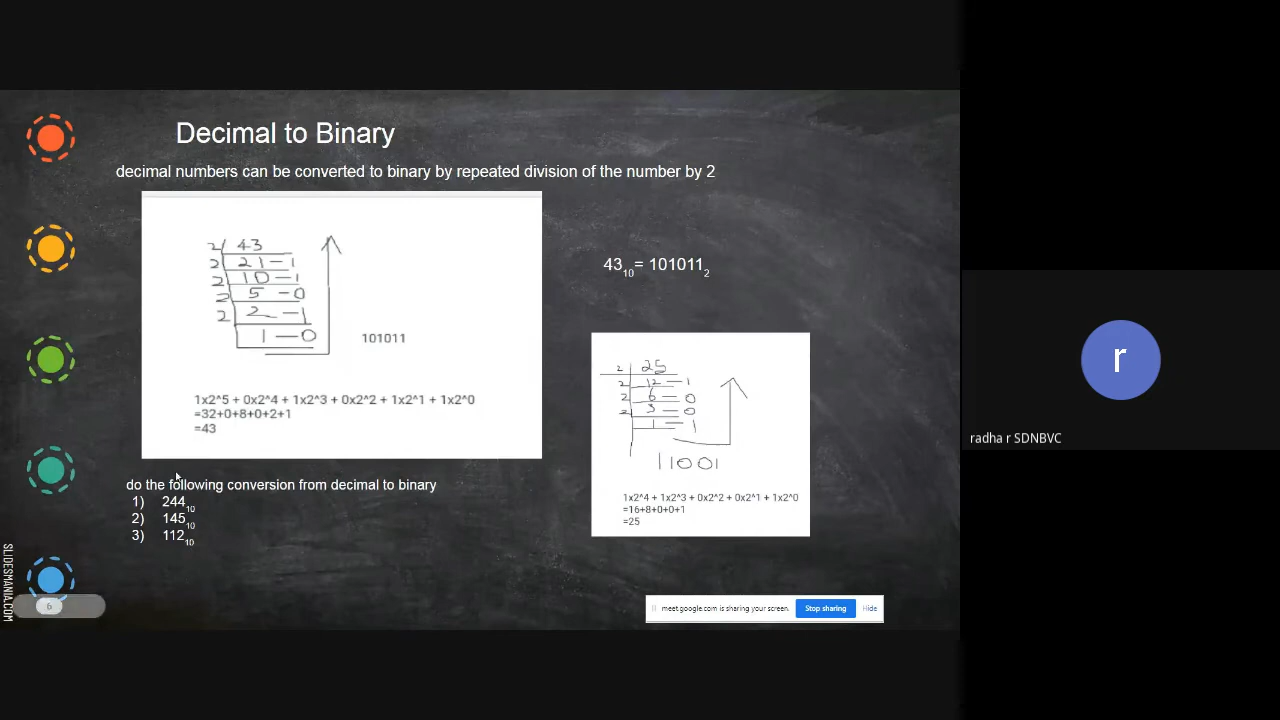 Decimal to Binary
decimal numbers can be converted to binary by repeated division of the number by 2
2 43
2 21 - 1
2 10 - 1
2 5 - 0
2 2 - 1
1 - 0
101011
1x2^5 + 0x2^4 + 1x2^3 + 0x2^2 + 1x2^1 + 1x2^0
=32+0+8+0+2+1
=43
43₁₀= 101011₂
2 25
2 12 - 1
2 6 - 0
2 3 - 0
1 - 1
11001
1x2^4 + 1x2^3 + 0x2^2 + 0x2^1 + 1x2^0
=16+8+0+0+1
=25
do the following conversion from decimal to binary
1) 244₁₀
2) 145₁₀
3) 112₁₀
SLIDESMANIA.COM
6
meet.google.com is sharing your screen.
Stop sharing
Hide
r
radha r SDNBVC